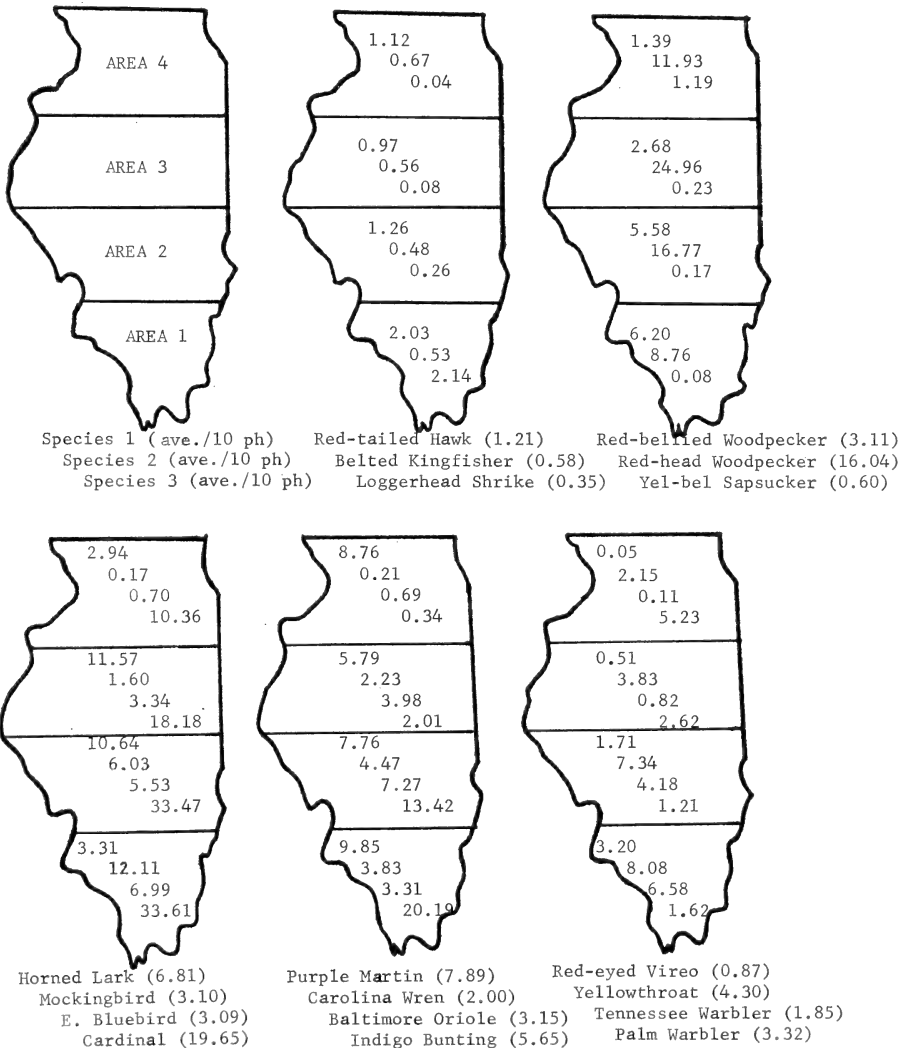 AREA 4
AREA 3
AREA 2
AREA 1
Species 1 (ave./10 ph)
Species 2 (ave./10 ph)
Species 3 (ave./10 ph)
1.12
0.67
0.04
0.97
0.56
0.08
1.26
0.48
0.26
2.03
0.53
2.14
Red-tailed Hawk (1.21)
Belted Kingfisher (0.58)
Loggerhead Shrike (0.35)
1.39
11.93
1.19
2.68
24.96
0.23
5.58
16.77
0.17
6.20
8.76
0.08
Red-bellied Woodpecker (3.11)
Red-head Woodpecker (16.04)
Yel-bel Sapsucker (0.60)
2.94
0.17
0.70
10.36
11.57
1.60
3.34
18.18
10.64
6.03
5.53
33.47
3.31
12.11
6.99
33.61
Horned Lark (6.81)
Mockingbird (3.10)
E. Bluebird (3.09)
Cardinal (19.65)
8.76
0.21
0.69
0.34
5.79
2.23
3.98
2.01
7.76
4.47
7.27
13.42
9.85
3.83
3.31
20.19
Purple Martin (7.89)
Carolina Wren (2.00)
Baltimore Oriole (3.15)
Indigo Bunting (5.65)
0.05
2.15
0.11
5.23
0.51
3.83
0.82
2.62
1.71
7.34
4.18
1.21
3.20
8.08
6.58
1.62
Red-eyed Vireo (0.87)
Yellowthroat (4.30)
Tennessee Warbler (1.85)
Palm Warbler (3.32)